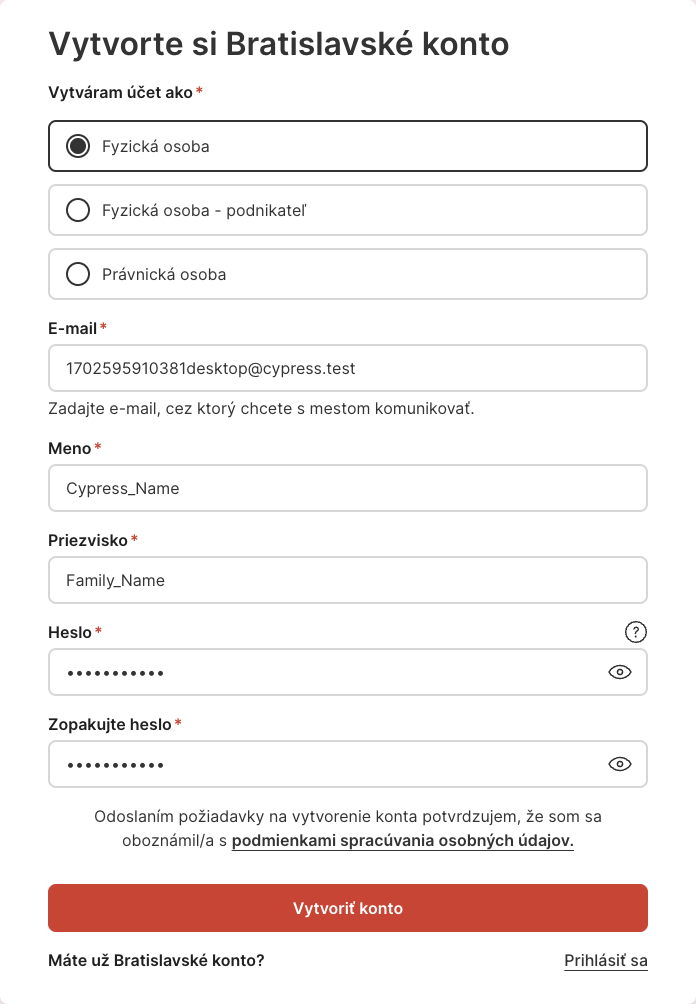 Vytvorte si Bratislavské konto
Vytváram účet ako*
Fyzická osoba
Fyzická osoba - podnikateľ
Právnická osoba
E-mail*
1702595910381desktop@cypress.test
Zadajte e-mail, cez ktorý chcete s mestom komunikovať.
Meno*
Cypress_Name
Priezvisko*
Family_Name
Heslo*
?
•••••••••••
Zopakujte heslo*
•••••••••••
Odoslaním požiadavky na vytvorenie konta potvrdzujem, že som sa
oboznámil/a s podmienkami spracúvania osobných údajov.
Vytvoriť konto
Máte už Bratislavské konto?
Prihlásiť sa